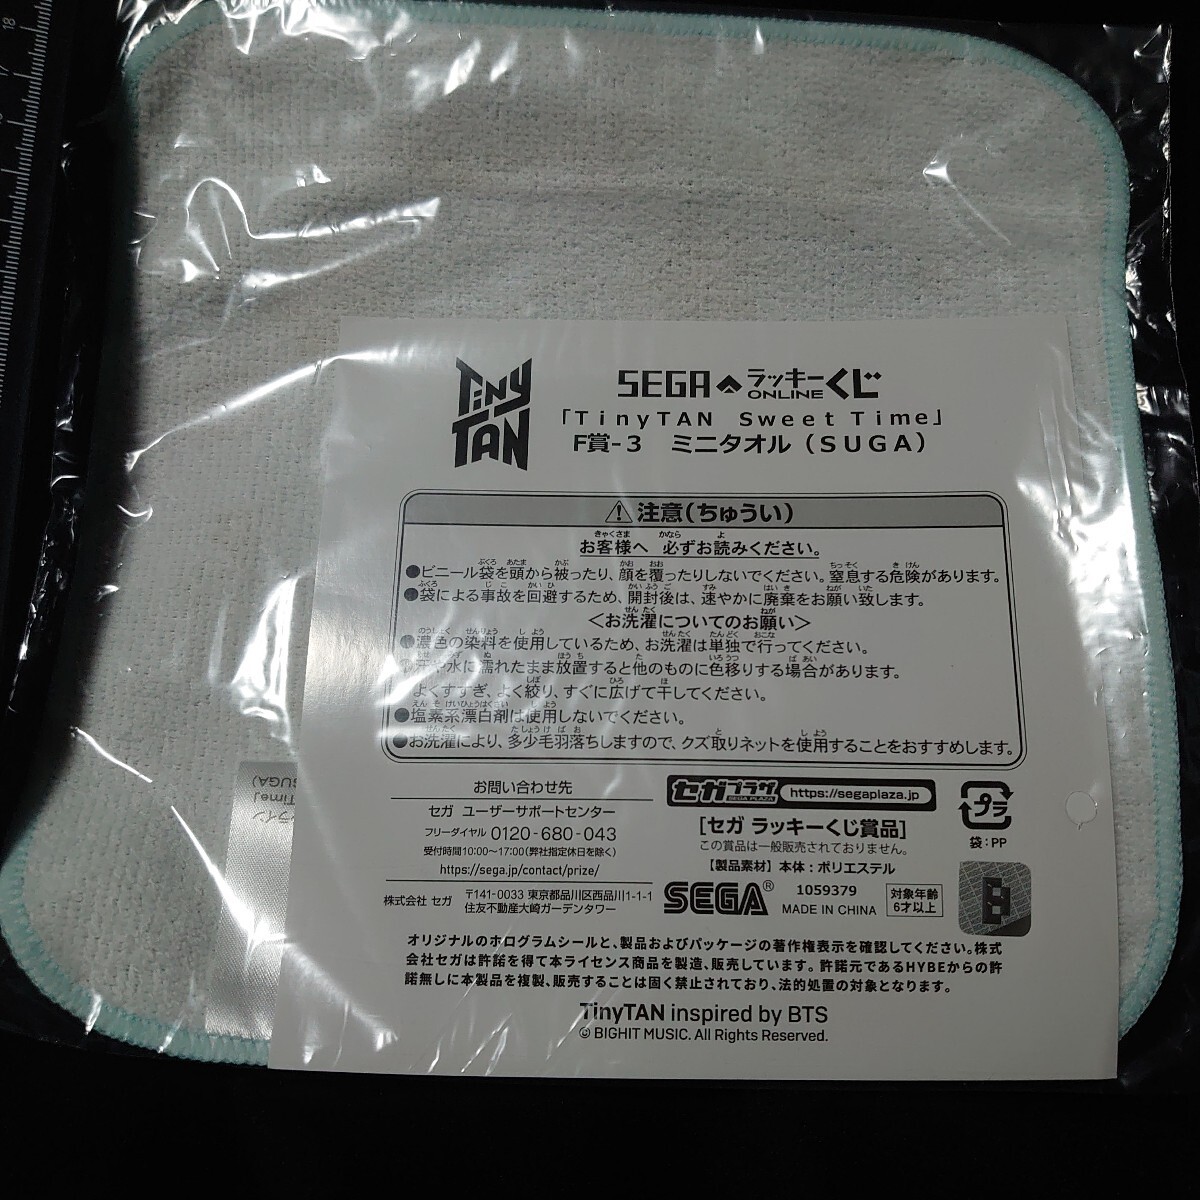 18
17
TiNY
TAN
SEGA ラッキーくじ
ONLINE
「TinyTAN Sweet Time」
F賞-3 ミニタオル(SUGA)
⚠注意(ちゅうい)
お客様へ 必ずお読みください。
●ビニール袋を頭から被ったり、顔を覆ったりしないでください。窒息する危険があります。
●袋による事故を回避するため、開封後は、速やかに廃棄をお願い致します。
<お洗濯についてのお願い>
●濃色の染料を使用しているため、お洗濯は単独で行ってください。
●汗や水に濡れたまま放置すると他のものに色移りする場合があります。
よくすすぎ、よく絞り、すぐに広げて干してください。
●塩素系漂白剤は使用しないでください。
●お洗濯により、多少毛羽落ちしますので、クズ取りネットを使用することをおすすめします。
お問い合わせ先
セガ ユーザーサポートセンター
フリーダイヤル 0120-680-043
受付時間10:00〜17:00(弊社指定休日を除く)
https://sega.jp/contact/prize/
株式会社 セガ 〒141-0033 東京都品川区西品川1-1-1
住友不動産大崎ガーデンタワー
セガプラザ https://segaplaza.jp
SEGA PLAZA
[セガ ラッキーくじ賞品]
この賞品は一般販売されておりません。
【製品素材】本体:ポリエステル
SEGA® 1059379
MADE IN CHINA
対象年齢
6才以上
プラ
袋:PP
オリジナルのホログラムシールと、製品およびパッケージの著作権表示を確認してください。株式
会社セガは許諾を得て本ライセンス商品を製造、販売しています。許諾元であるHYBEからの許
諾無しに本製品を複製、販売することは固く禁止されており、法的処置の対象となります。
TinyTAN inspired by BTS
© BIGHIT MUSIC. All Rights Reserved.